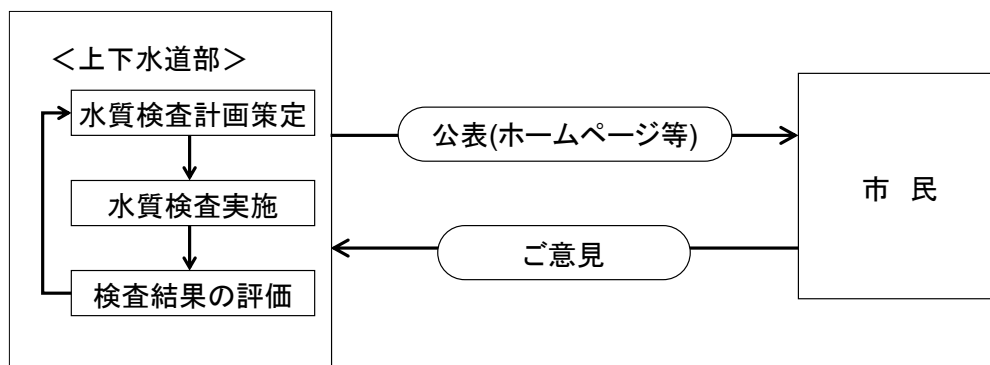 ＜上下水道部＞
水質検査計画策定
水質検査実施
検査結果の評価
公表(ホームページ等)
ご意見
市　民